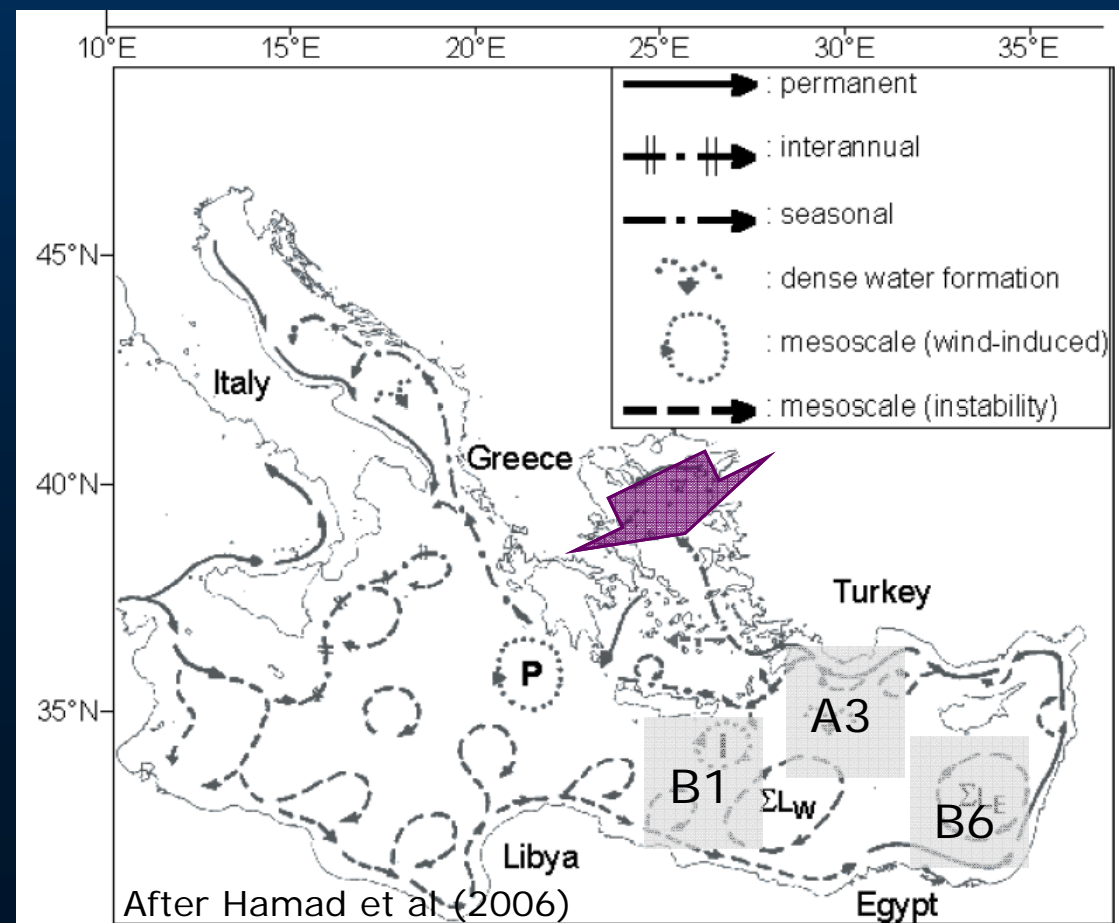 10°E 15°E 20°E 25°E 30°E 35°E
: permanent
: interannual
: seasonal
: dense water formation
: mesoscale (wind-induced)
: mesoscale (instability)
45°N
40°N
35°N
Italy
Greece
Turkey
P
A3
I
B1
ΣLW
ΣLE
B6
Libya
Egypt
After Hamad et al (2006)